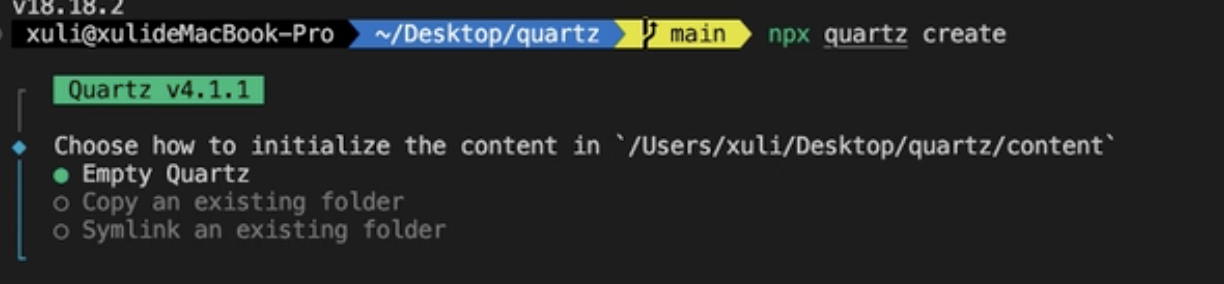 v18.18.2
xuli@xulideMacBook-Pro ~/Desktop/quartz main npx quartz create
Quartz v4.1.1
Choose how to initialize the content in `/Users/xuli/Desktop/quartz/content`
Empty Quartz
Copy an existing folder
Symlink an existing folder